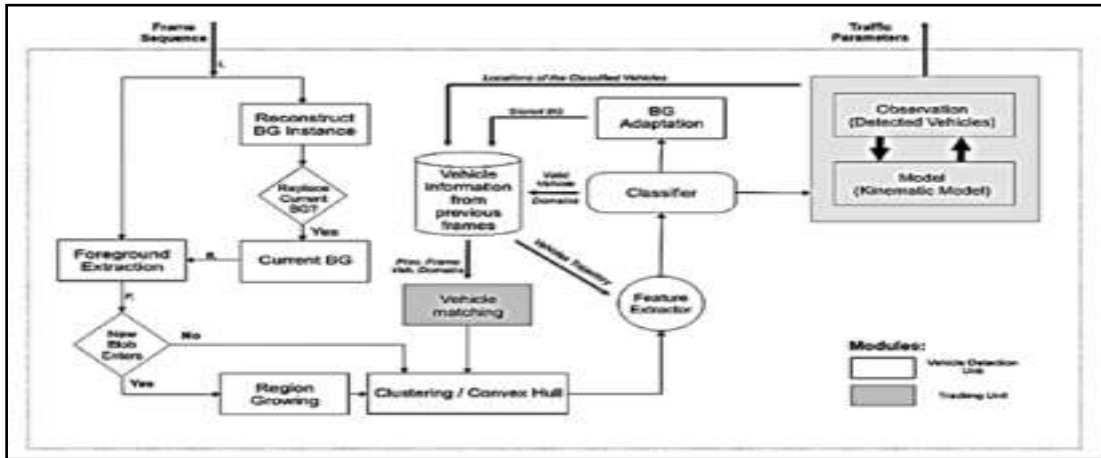 Frame
Sequence
Traffic
Parameters
Locations of the Classified Vehicles
Reconstruct
BG Instance
Stored BG
BG
Adaptation
Observation
(Detected Vehicles)
Replace
Current
BG?
Vehicle
Information
from
previous
frames
Valid
Vehicle
Domains
Classifier
Model
(Kinematic Model)
Yes
Foreground
Extraction
Current BG
Prev. Frame
Veh. Domains
Vehicle
matching
Feature
Extractor
New
Blob
Enters
No
Yes
Region
Growing
Clustering / Convex Hull
Modules:
Vehicle Detection
Unit
Tracking Unit